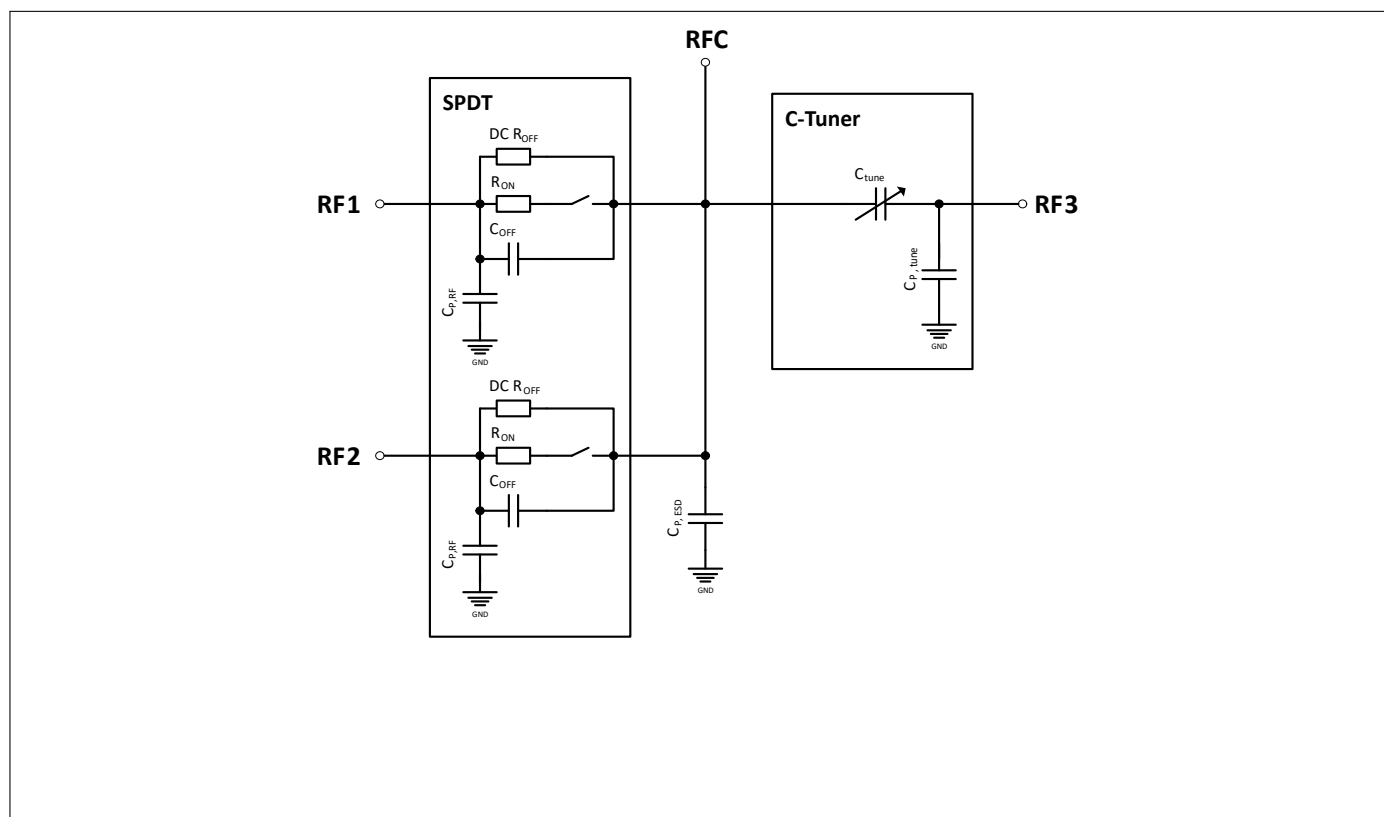 RFC
SPDT
C-Tuner
DC ROFF
Ctune
RON
RF1
RF3
COFF
CP, tune
CP,RF
GND
GND
DC ROFF
RON
RF2
COFF
CP, ESD
CP,RF
GND
GND